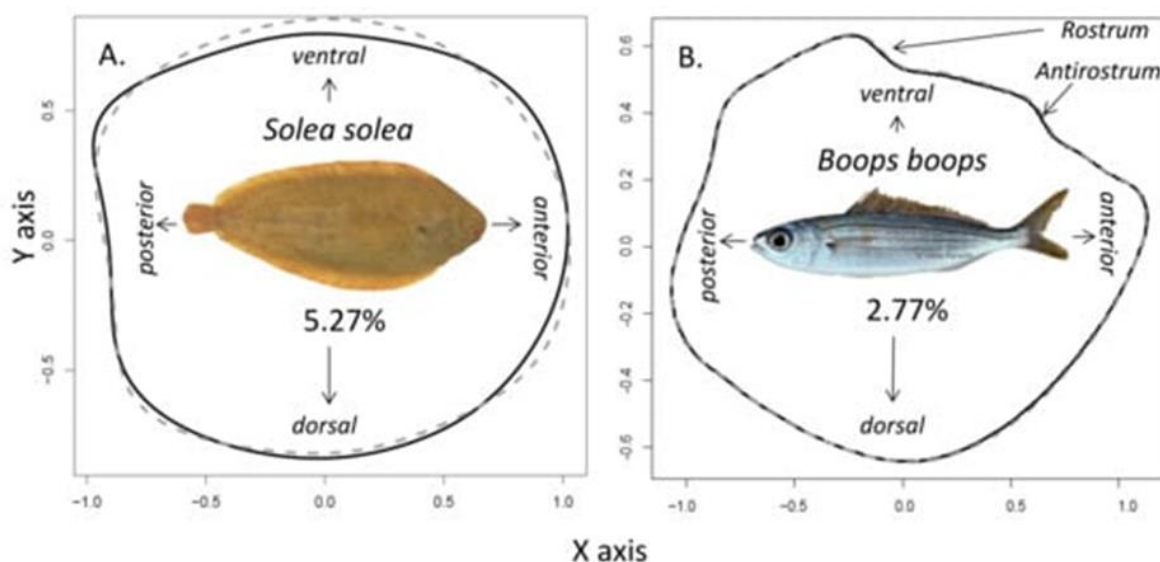 A.
ventral
Solea solea
posterior
anterior
5.27%
dorsal
Y axis
0.5
0.0
-0.5
-1.0 -0.5 0.0 0.5 1.0
B.
Rostrum
Antirostrum
ventral
Boops boops
posterior
anterior
2.77%
dorsal
0.6
0.4
0.2
0.0
-0.2
-0.4
-0.6
-1.0 -0.5 0.0 0.5 1.0
X axis